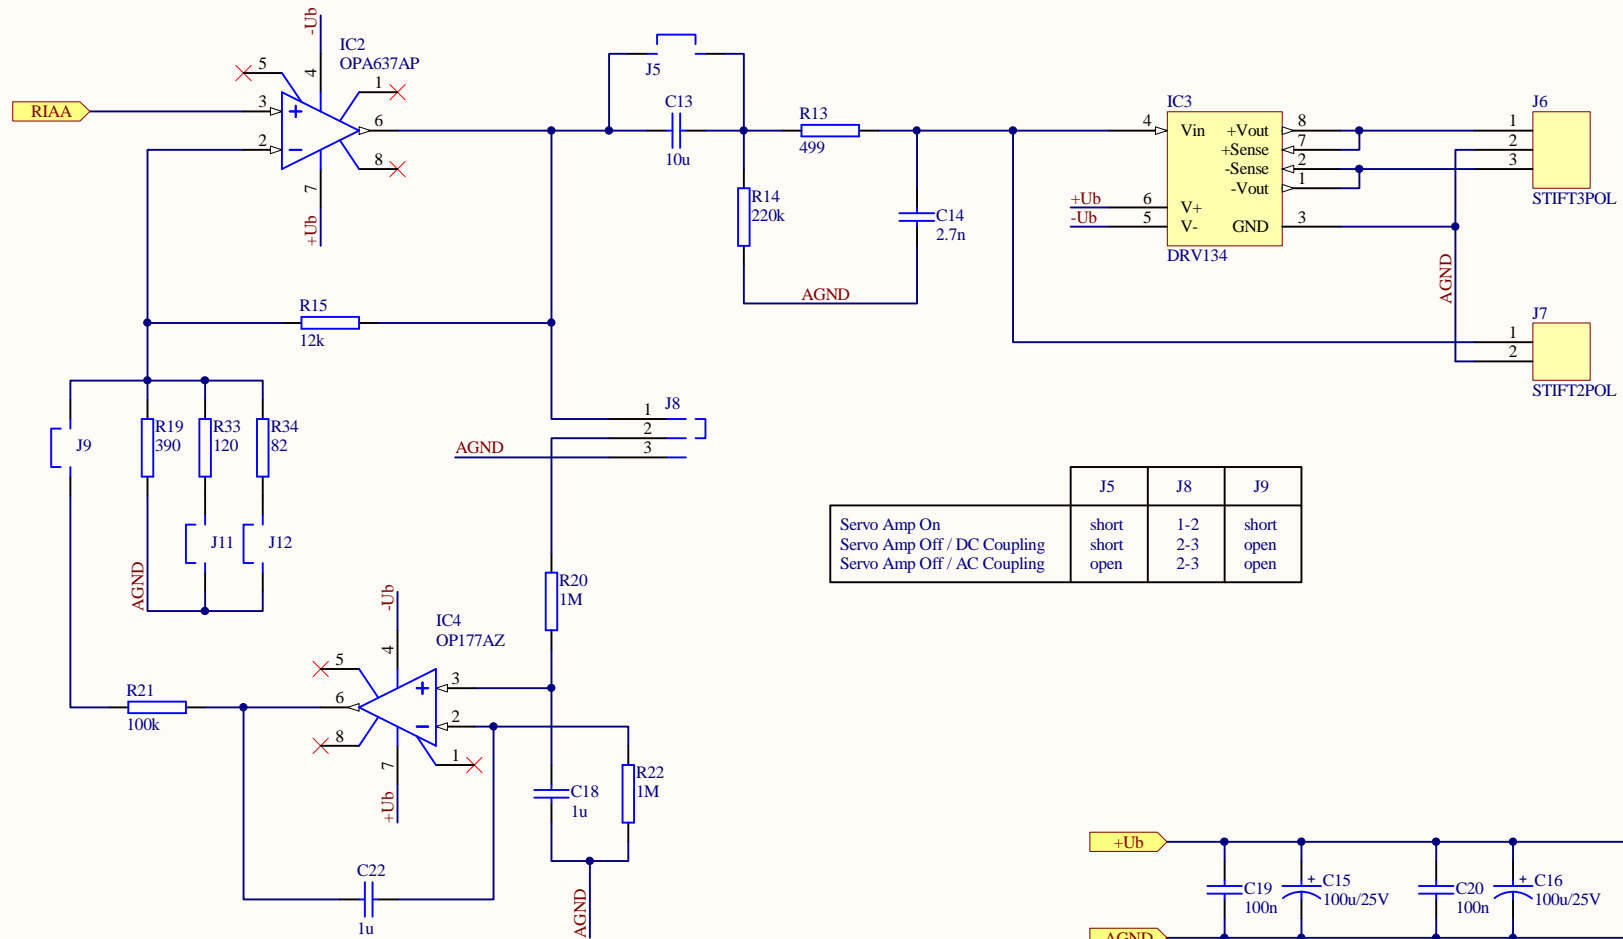 RIAA
-Ub
IC2
OPA637AP
5
4
1
3
+
6
2
-
8
7
+Ub
J5
C13
10u
R13
499
R14
220k
C14
2.7n
AGND
IC3
4
Vin
+Vout
8
+Sense
7
-Sense
2
-Vout
1
+Ub
6
V+
-Ub
5
V-
GND
3
DRV134
J6
1
2
3
STIFT3POL
AGND
J7
1
2
STIFT2POL
R15
12k
J9
R19
390
R33
120
R34
82
J11
J12
AGND
J8
1
2
AGND
3
J5 J8 J9
Servo Amp On short 1-2 short
Servo Amp Off / DC Coupling short 2-3 open
Servo Amp Off / AC Coupling open 2-3 open
R20
1M
-Ub
IC4
OP177AZ
4
5
3
+
6
2
-
8
1
7
+Ub
R21
100k
C18
1u
R22
1M
C22
1u
AGND
+Ub
C19
100n
+
C15
100u/25V
C20
100n
+
C16
100u/25V
AGND